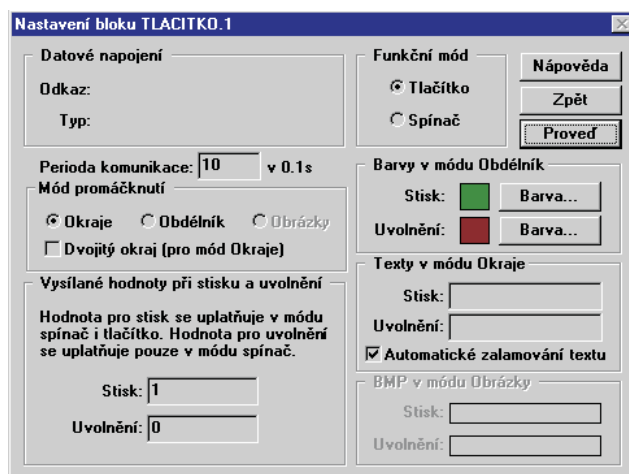 Nastavení bloku TLACITKO.1
Datové napojení
Odkaz:
Typ:
Funkční mód
Tlačítko
Spínač
Nápověda
Zpět
Proveď
Perioda komunikace: 10 v 0.1s
Mód promáčknutí
Okraje Obdélník Obrázky
Dvojitý okraj (pro mód Okraje)
Barvy v módu Obdélník
Stisk: Barva...
Uvolnění: Barva...
Vysílané hodnoty při stisku a uvolnění
Hodnota pro stisk se uplatňuje v módu
spínač i tlačítko. Hodnota pro uvolnění
se uplatňuje pouze v módu spínač.
Stisk: 1
Uvolnění: 0
Texty v módu Okraje
Stisk:
Uvolnění:
Automatické zalamování textu
BMP v módu Obrázky
Stisk:
Uvolnění: